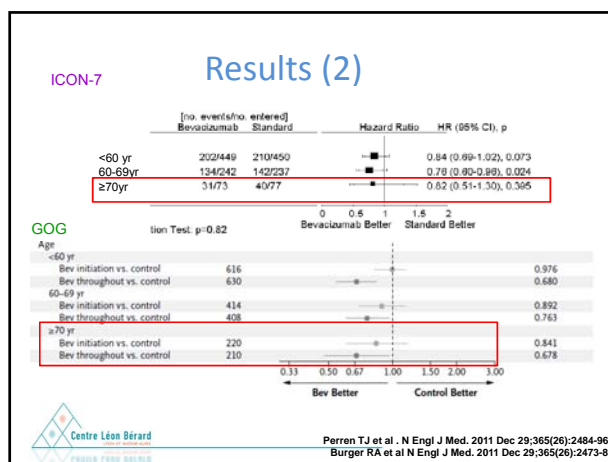 Results (2)
ICON-7
[no. events/no. entered]
Bevacizumab Standard Hazard Ratio HR (95% CI), p
<60 yr 202/449 210/450 0.84 (0.69-1.02), 0.073
60-69yr 134/242 142/237 0.76 (0.60-0.96), 0.024
≥70yr 31/73 40/77 0.82 (0.51-1.30), 0.395
0 0.5 1 1.5 2
Bevacizumab Better Standard Better
GOG
tion Test: p=0.82
Age
<60 yr
Bev initiation vs. control 616 0.976
Bev throughout vs. control 630 0.680
60–69 yr
Bev initiation vs. control 414 0.892
Bev throughout vs. control 408 0.763
≥70 yr
Bev initiation vs. control 220 0.841
Bev throughout vs. control 210 0.678
0.33 0.50 0.67 1.00 1.50 2.00 3.00
Bev Better Control Better
Centre Léon Bérard
Perren TJ et al . N Engl J Med. 2011 Dec 29;365(26):2484-96
Burger RA et al N Engl J Med. 2011 Dec 29;365(26):2473-8